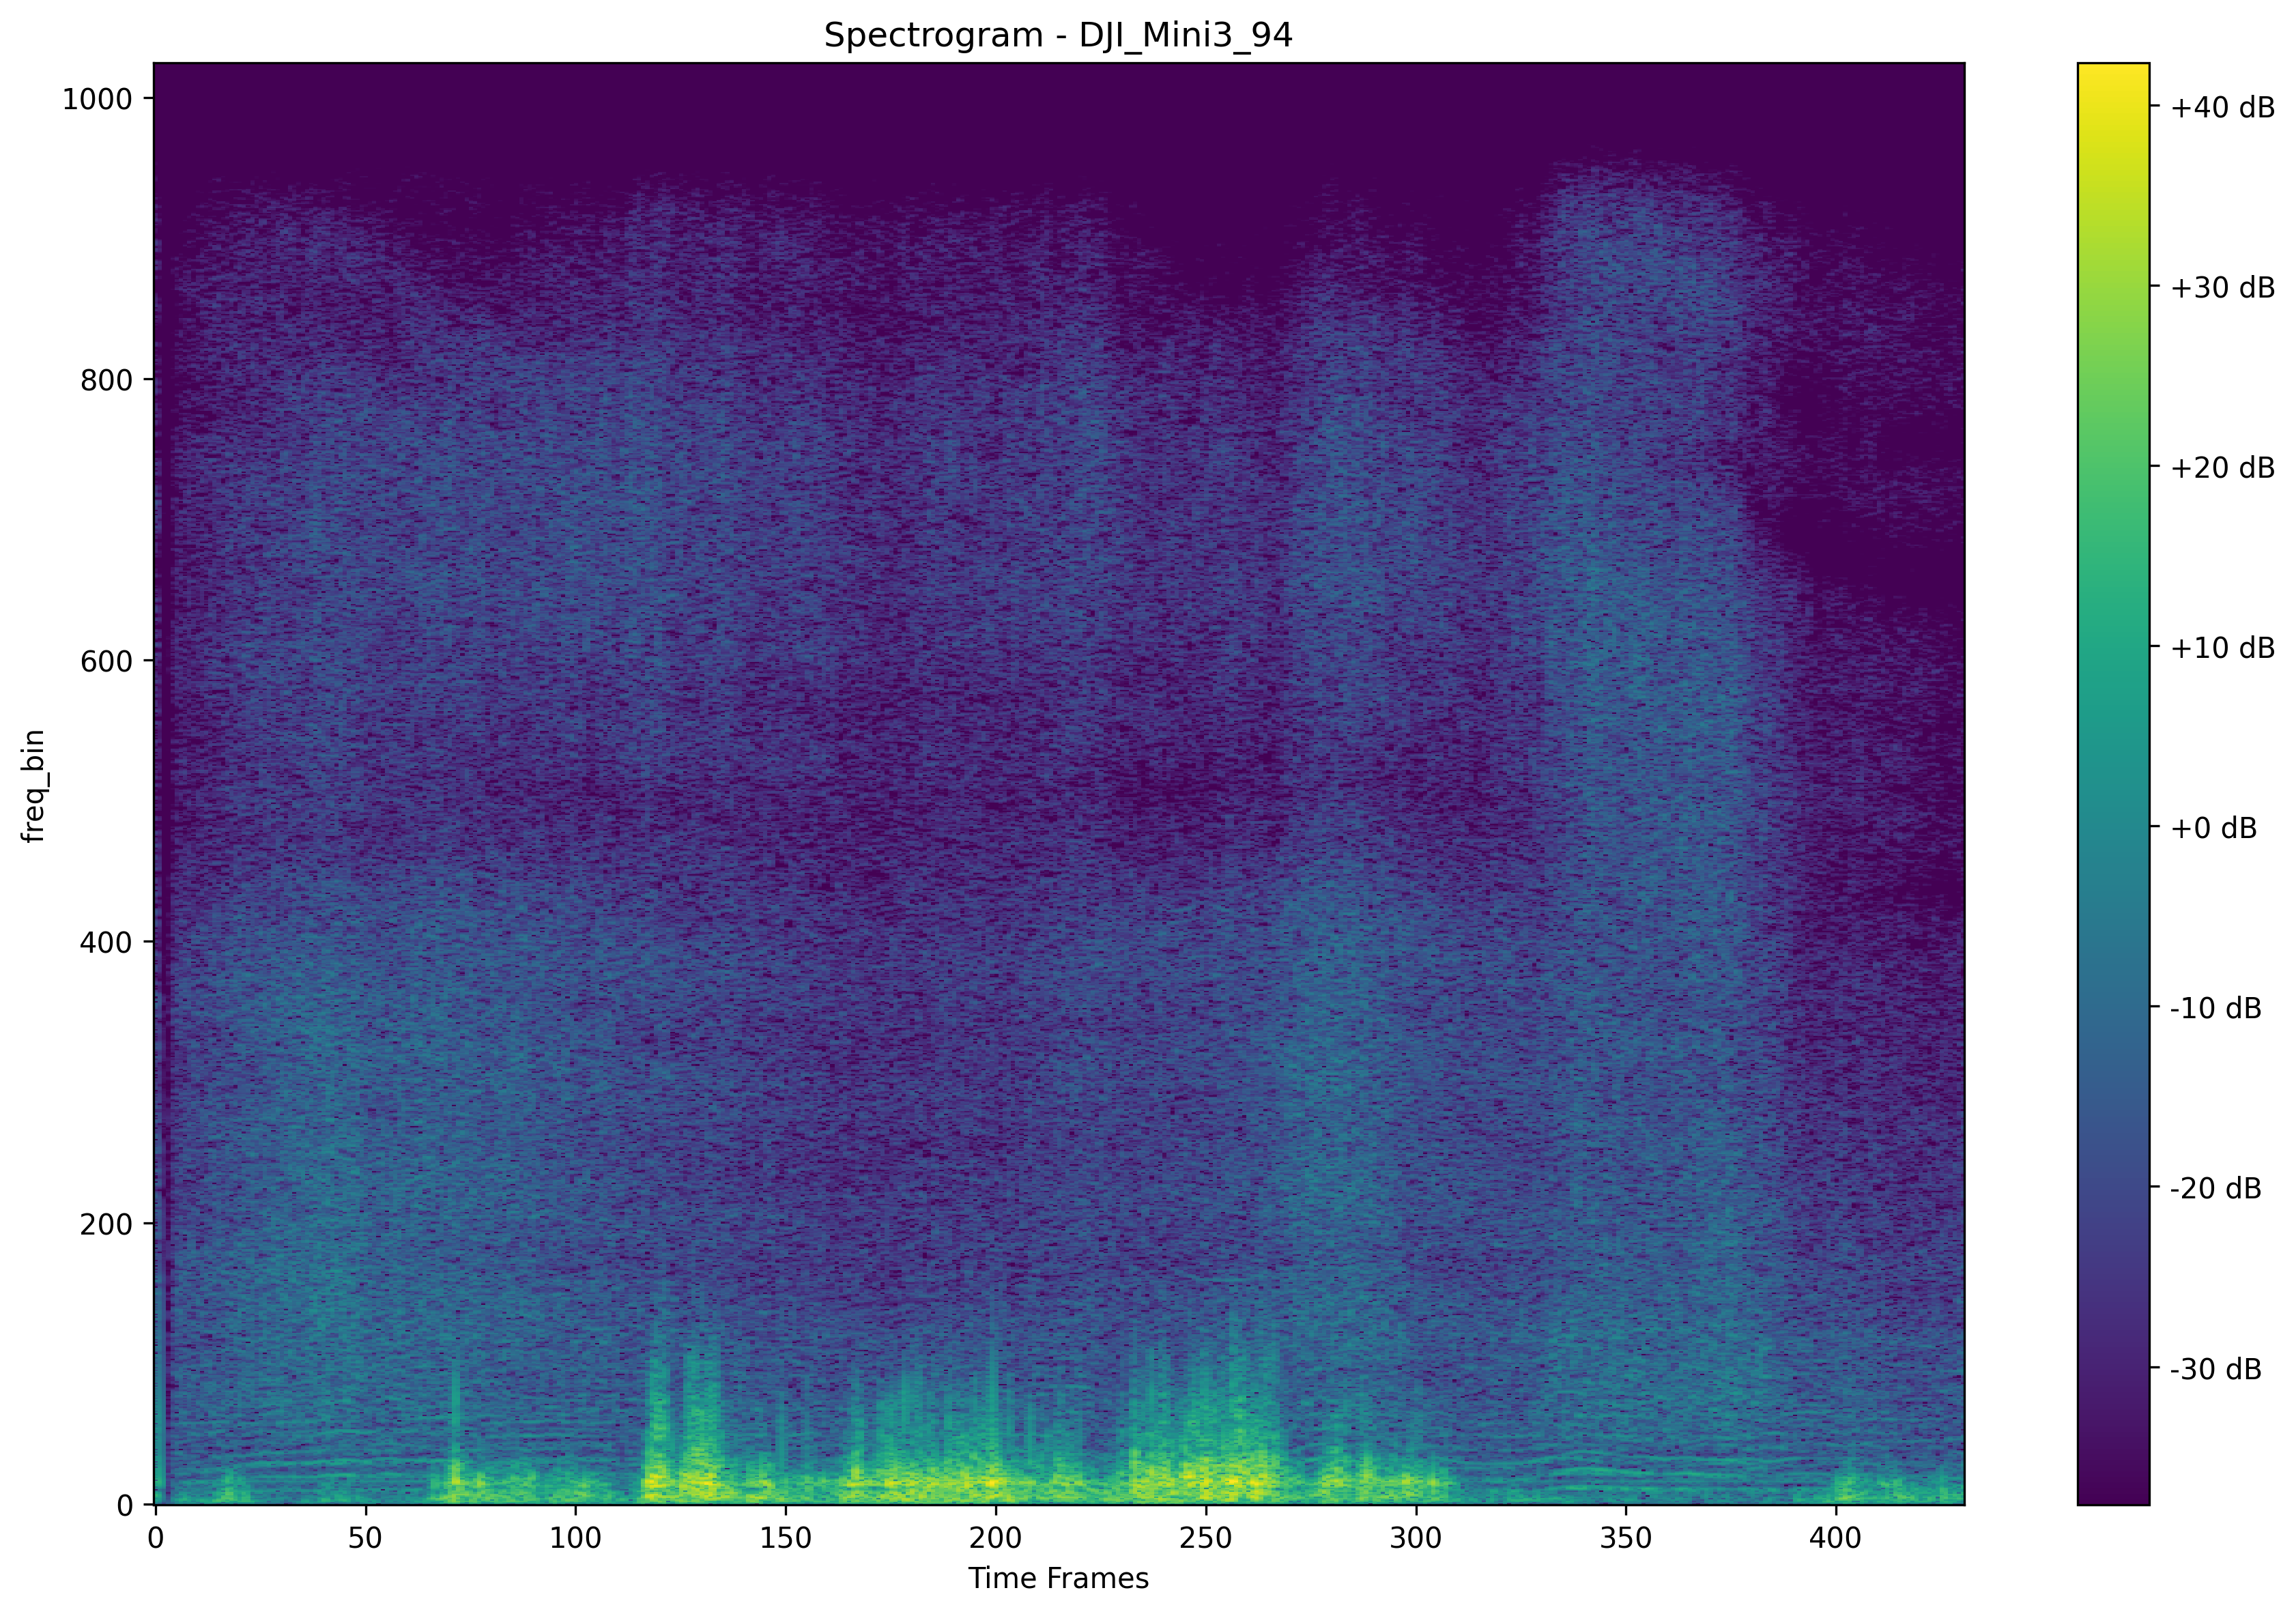 Spectrogram - DJI_Mini3_94
1000
800
600
400
200
0
freq_bin
0 50 100 150 200 250 300 350 400
Time Frames
+40 dB
+30 dB
+20 dB
+10 dB
+0 dB
-10 dB
-20 dB
-30 dB